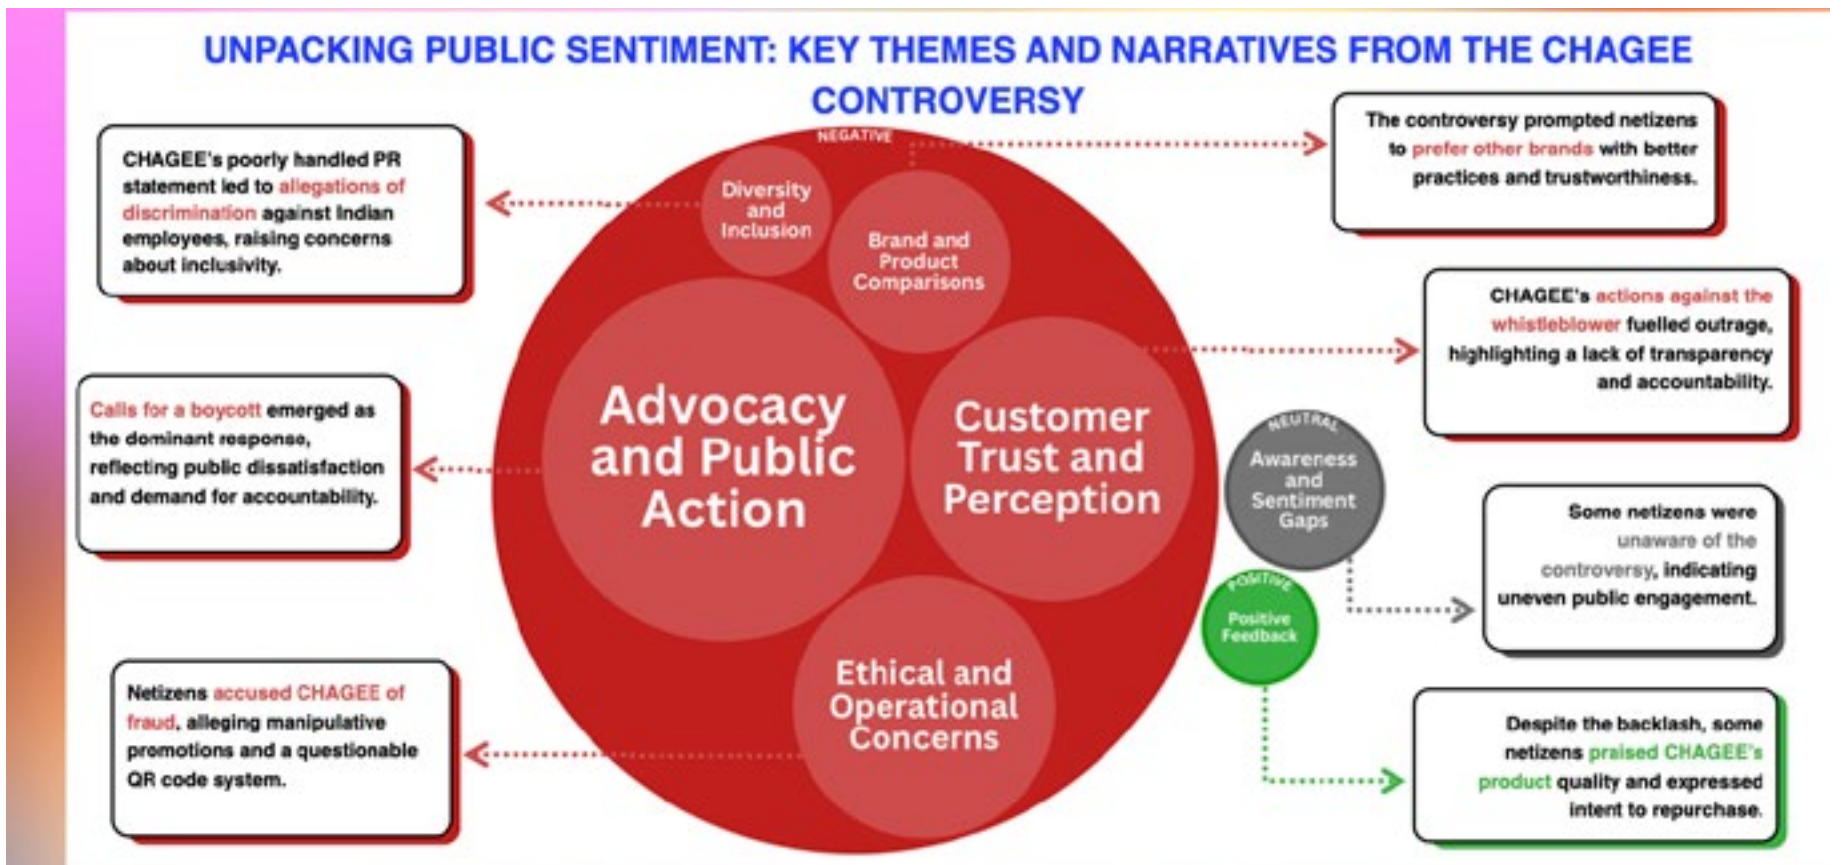 UNPACKING PUBLIC SENTIMENT: KEY THEMES AND NARRATIVES FROM THE CHAGEE
CONTROVERSY
CHAGEE's poorly handled PR
statement led to allegations of
discrimination against Indian
employees, raising concerns
about inclusivity.
Calls for a boycott emerged as
the dominant response,
reflecting public dissatisfaction
and demand for accountability.
Netizens accused CHAGEE of
fraud, alleging manipulative
promotions and a questionable
QR code system.
NEGATIVE
Diversity
and
Inclusion
Brand and
Product
Comparisons
Advocacy
and Public
Action
Customer
Trust and
Perception
Ethical and
Operational
Concerns
NEUTRAL
Awareness
and
Sentiment
Gaps
POSITIVE
Positive
Feedback
The controversy prompted netizens
to prefer other brands with better
practices and trustworthiness.
CHAGEE's actions against the
whistleblower fuelled outrage,
highlighting a lack of transparency
and accountability.
Some netizens were
unaware of the
controversy, indicating
uneven public engagement.
Despite the backlash, some
netizens praised CHAGEE's
product quality and expressed
intent to repurchase.